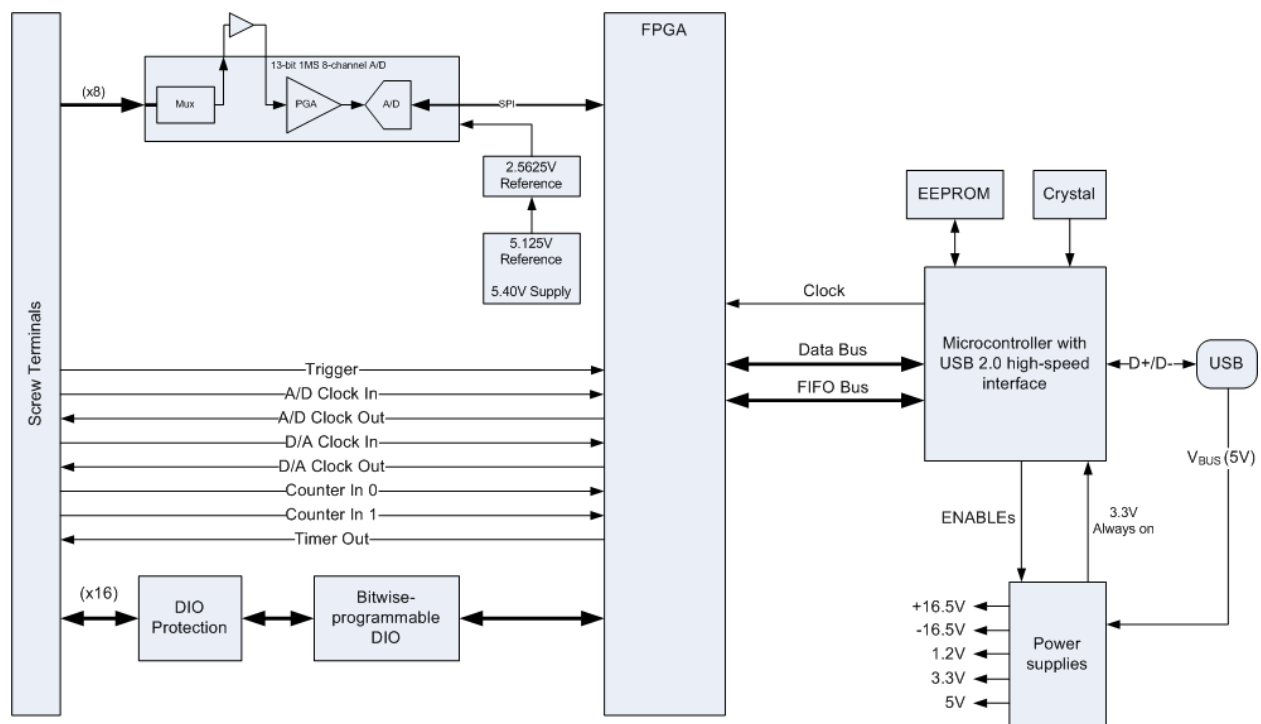 FPGA
13-bit 1MS 8-channel A/D
(x8)
Mux
PGA
A/D
SPI
2.5625V
Reference
5.125V
Reference
5.40V Supply
Screw Terminals
Trigger
A/D Clock In
A/D Clock Out
D/A Clock In
D/A Clock Out
Counter In 0
Counter In 1
Timer Out
(x16)
DIO
Protection
Bitwise-
programmable
DIO
EEPROM
Crystal
Clock
Data Bus
FIFO Bus
Microcontroller with
USB 2.0 high-speed
interface
D+/D-
USB
VBUS (5V)
ENABLEs
3.3V
Always on
+16.5V
-16.5V
1.2V
3.3V
5V
Power
supplies